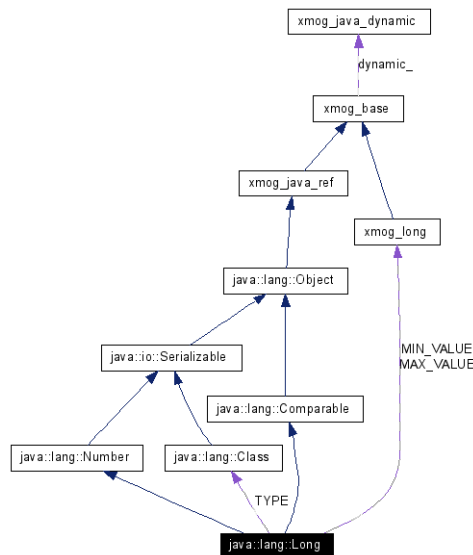 xmog_java_dynamic
dynamic_
xmog_base
xmog_java_ref
xmog_long
java::lang::Object
java::io::Serializable
MIN_VALUE
MAX_VALUE
java::lang::Comparable
java::lang::Number
java::lang::Class
TYPE
java::lang::Long